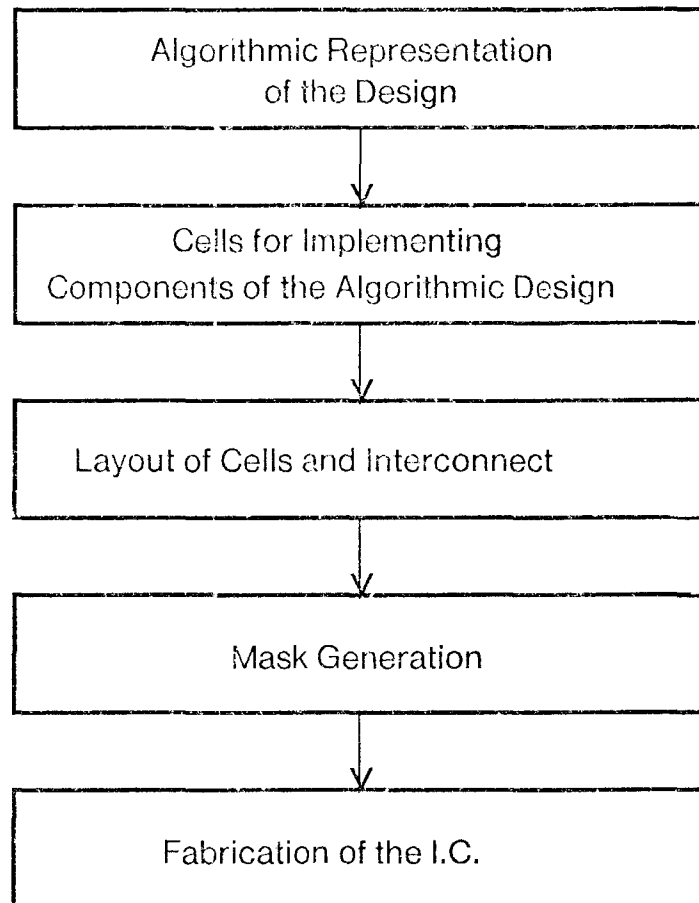 Algorithmic Representation
of the Design
Cells for Implementing
Components of the Algorithmic Design
Layout of Cells and Interconnect
Mask Generation
Fabrication of the I.C.